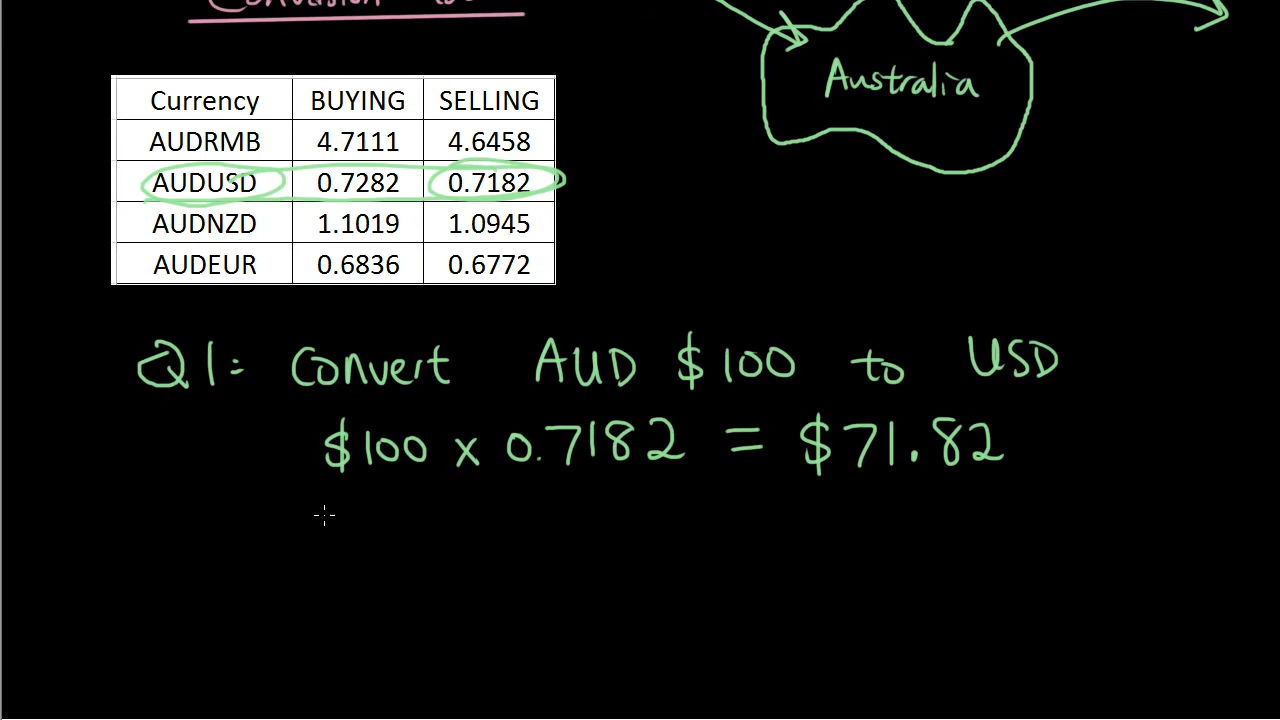 Australia
Currency BUYING SELLING
AUDRMB 4.7111 4.6458
AUDUSD 0.7282 0.7182
AUDNZD 1.1019 1.0945
AUDEUR 0.6836 0.6772
Q1: Convert AUD $100 to USD
$100 x 0.7182 = $71.82